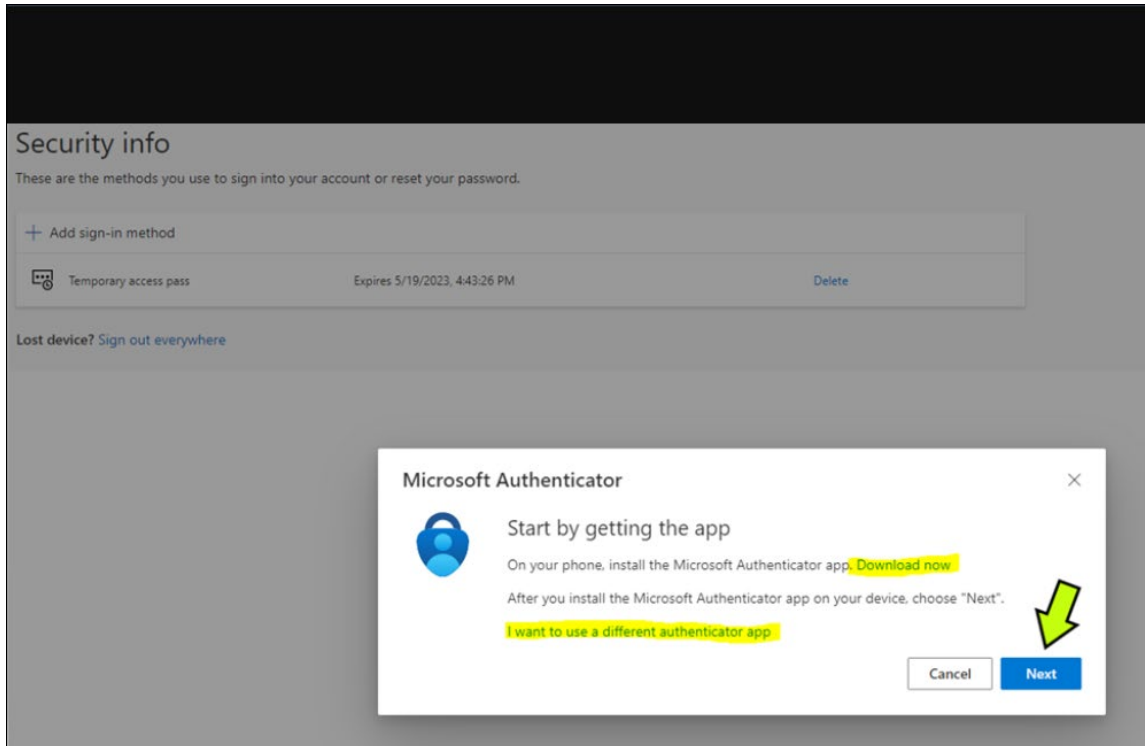 Security info
These are the methods you use to sign into your account or reset your password.
Add sign-in method
Temporary access pass Expires 5/19/2023, 4:43:26 PM Delete
Lost device? Sign out everywhere
Microsoft Authenticator
Start by getting the app
On your phone, install the Microsoft Authenticator app. Download now
After you install the Microsoft Authenticator app on your device, choose "Next".
I want to use a different authenticator app
Cancel Next